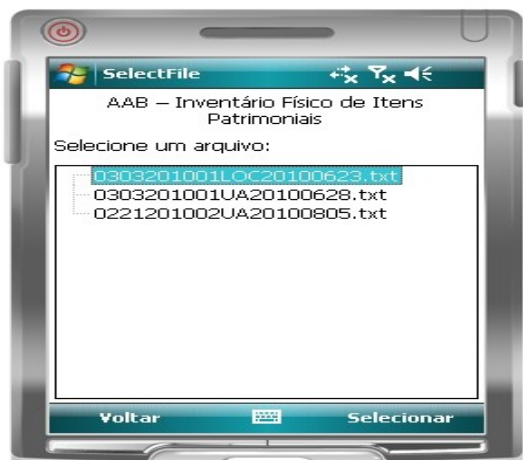 SelectFile
AAB – Inventário Físico de Itens
Patrimoniais
Selecione um arquivo:
0303201001LOC20100623.txt
0303201001UA20100628.txt
0221201002UA20100805.txt
Voltar Selecionar